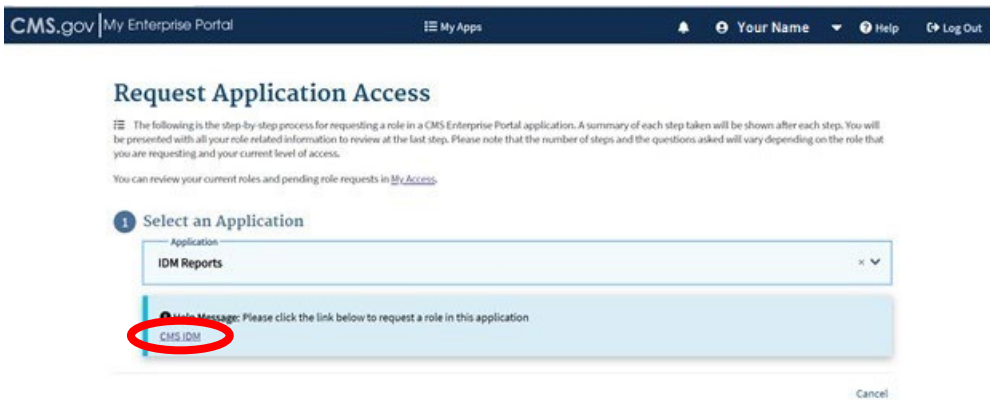 CMS.gov My Enterprise Portal My Apps Your Name Help Log Out
Request Application Access
The following is the step-by-step process for requesting a role in a CMS Enterprise Portal application. A summary of each step taken will be shown after each step. You will
be presented with all your role related information to review at the last step. Please note that the number of steps and the questions asked will vary depending on the role that
you are requesting and your current level of access.
You can review your current roles and pending role requests in My Access.
1 Select an Application
Application
IDM Reports
Help Message: Please click the link below to request a role in this application
CMS IDM
Cancel